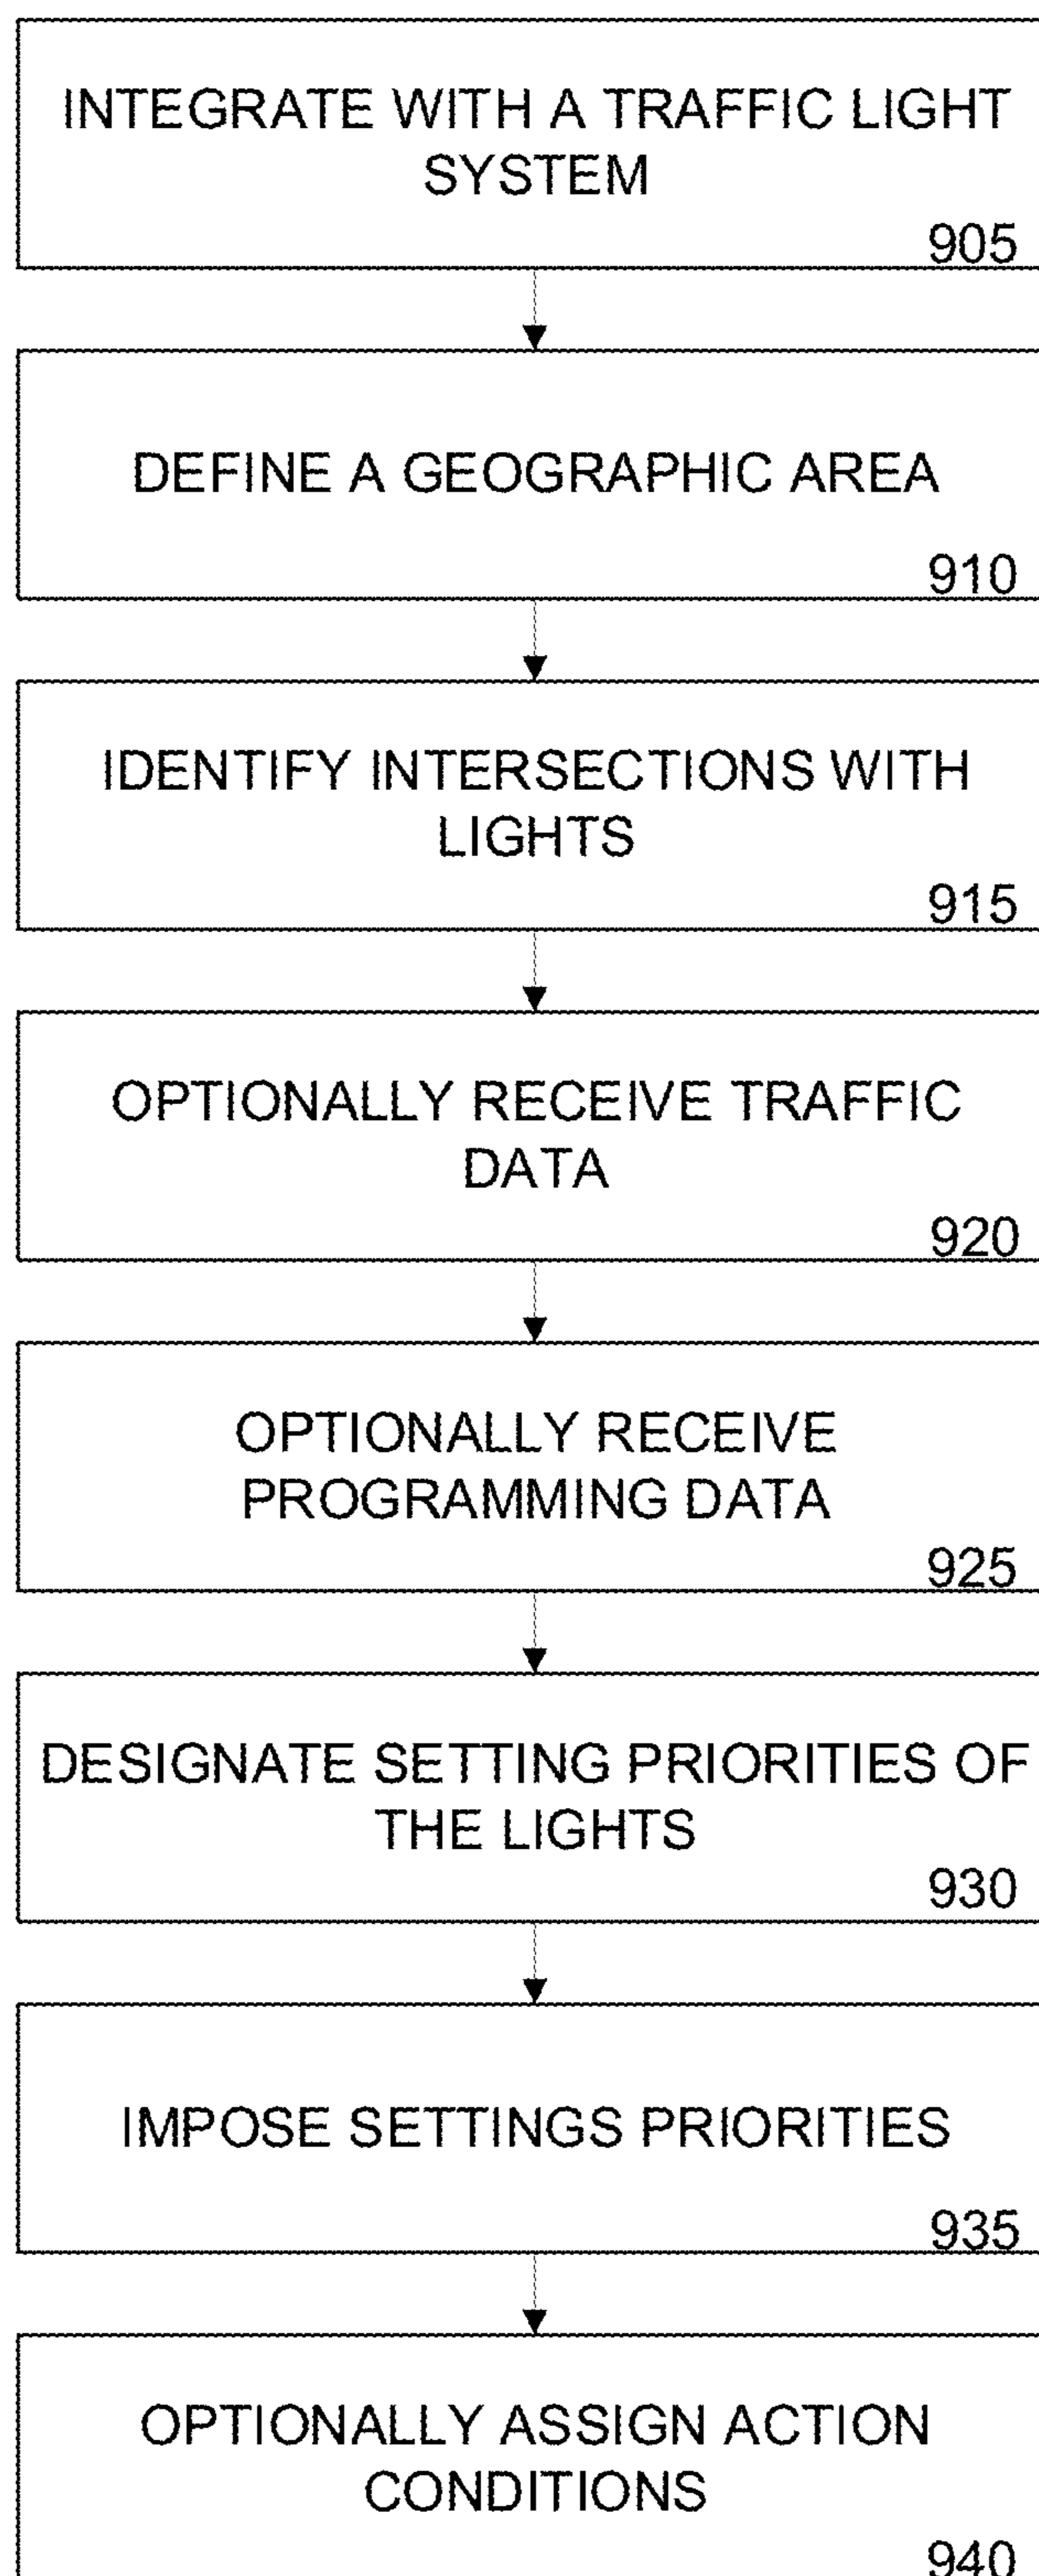 INTEGRATE WITH A TRAFFIC LIGHT
SYSTEM
905
DEFINE A GEOGRAPHIC AREA
910
IDENTIFY INTERSECTIONS WITH
LIGHTS
915
OPTIONALLY RECEIVE TRAFFIC
DATA
920
OPTIONALLY RECEIVE
PROGRAMMING DATA
925
DESIGNATE SETTING PRIORITIES OF
THE LIGHTS
930
IMPOSE SETTINGS PRIORITIES
935
OPTIONALLY ASSIGN ACTION
CONDITIONS
940